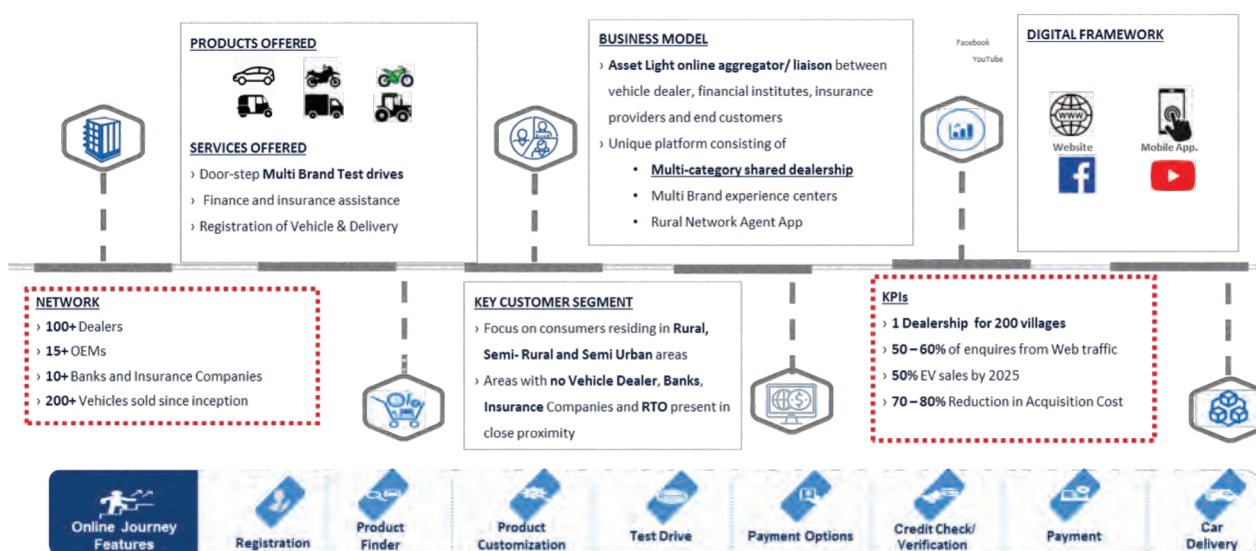 PRODUCTS OFFERED
SERVICES OFFERED
› Door-step Multi Brand Test drives
› Finance and insurance assistance
› Registration of Vehicle & Delivery
BUSINESS MODEL
› Asset Light online aggregator/ liaison between
vehicle dealer, financial institutes, insurance
providers and end customers
› Unique platform consisting of
• Multi-category shared dealership
• Multi Brand experience centers
• Rural Network Agent App
Facebook
YouTube
DIGITAL FRAMEWORK
WWW
Website
Mobile App.
f
NETWORK
› 100+ Dealers
› 15+ OEMs
› 10+ Banks and Insurance Companies
› 200+ Vehicles sold since inception
KEY CUSTOMER SEGMENT
› Focus on consumers residing in Rural,
Semi- Rural and Semi Urban areas
› Areas with no Vehicle Dealer, Banks,
Insurance Companies and RTO present in
close proximity
KPIs
› 1 Dealership for 200 villages
› 50 – 60% of enquires from Web traffic
› 50% EV sales by 2025
› 70 – 80% Reduction in Acquisition Cost
Online Journey
Features
Registration
Product
Finder
Product
Customization
Test Drive
Payment Options
Credit Check/
Verification
Payment
Car
Delivery